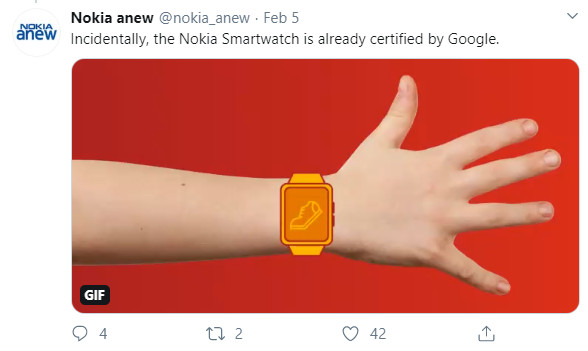 NOKIA
anew
Nokia anew @nokia_anew · Feb 5
Incidentally, the Nokia Smartwatch is already certified by Google.
GIF
4 2 42